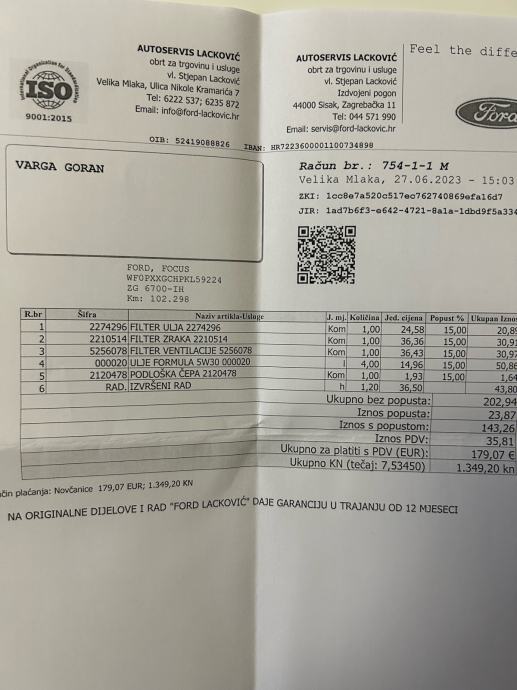 International Organization for Standardization
ISO
9001:2015
AUTOSERVIS LACKOVIĆ
obrt za trgovinu i usluge
vl. Stjepan Lacković
Velika Mlaka, Ulica Nikole Kramarića 7
Tel: 6222 537; 6235 872
Email: info@ford-lackovic.hr
AUTOSERVIS LACKOVIĆ
obrt za trgovinu i usluge
vl. Stjepan Lacković
Izdvojeni pogon
44000 Sisak, Zagrebačka 11
Tel: 044 571 990
Email: servis@ford-lackovic.hr
Feel the diffe
Ford
OIB: 52419088826 IBAN: HR7223600001100734898
VARGA GORAN
Račun br.: 754-1-1 M
Velika Mlaka, 27.06.2023 - 15:03
ZKI: 1cc8e7a520c517ec762740869efa16d7
JIR: 1ad7b6f3-e642-4721-8a1a-1dbd9f5a334
FORD, FOCUS
WF0PXXGCHPKL59224
ZG 6700-IH
Km: 102.298
R.br Šifra Naziv artikla-Usluge J. mj. Količina Jed. cijena Popust % Ukupan Iznos
1 2274296 FILTER ULJA 2274296 Kom 1,00 24,58 15,00 20,89
2 2210514 FILTER ZRAKA 2210514 Kom 1,00 36,36 15,00 30,91
3 5256078 FILTER VENTILACIJE 5256078 Kom 1,00 36,43 15,00 30,97
4 000020 ULJE FORMULA 5W30 000020 l 4,00 14,96 15,00 50,86
5 2120478 PODLOŠKA ČEPA 2120478 Kom 1,00 1,93 15,00 1,64
6 RAD. IZVRŠENI RAD h 1,20 36,50 43,80
Ukupno bez popusta: 202,94
Iznos popusta: 23,87
Iznos s popustom: 143,26
Iznos PDV: 35,81
Ukupno za platiti s PDV (EUR): 179,07 €
Ukupno KN (tečaj: 7,53450) 1.349,20 kn
čin plaćanja: Novčanice 179,07 EUR; 1.349,20 KN
NA ORIGINALNE DIJELOVE I RAD "FORD LACKOVIĆ" DAJE GARANCIJU U TRAJANJU OD 12 MJESECI